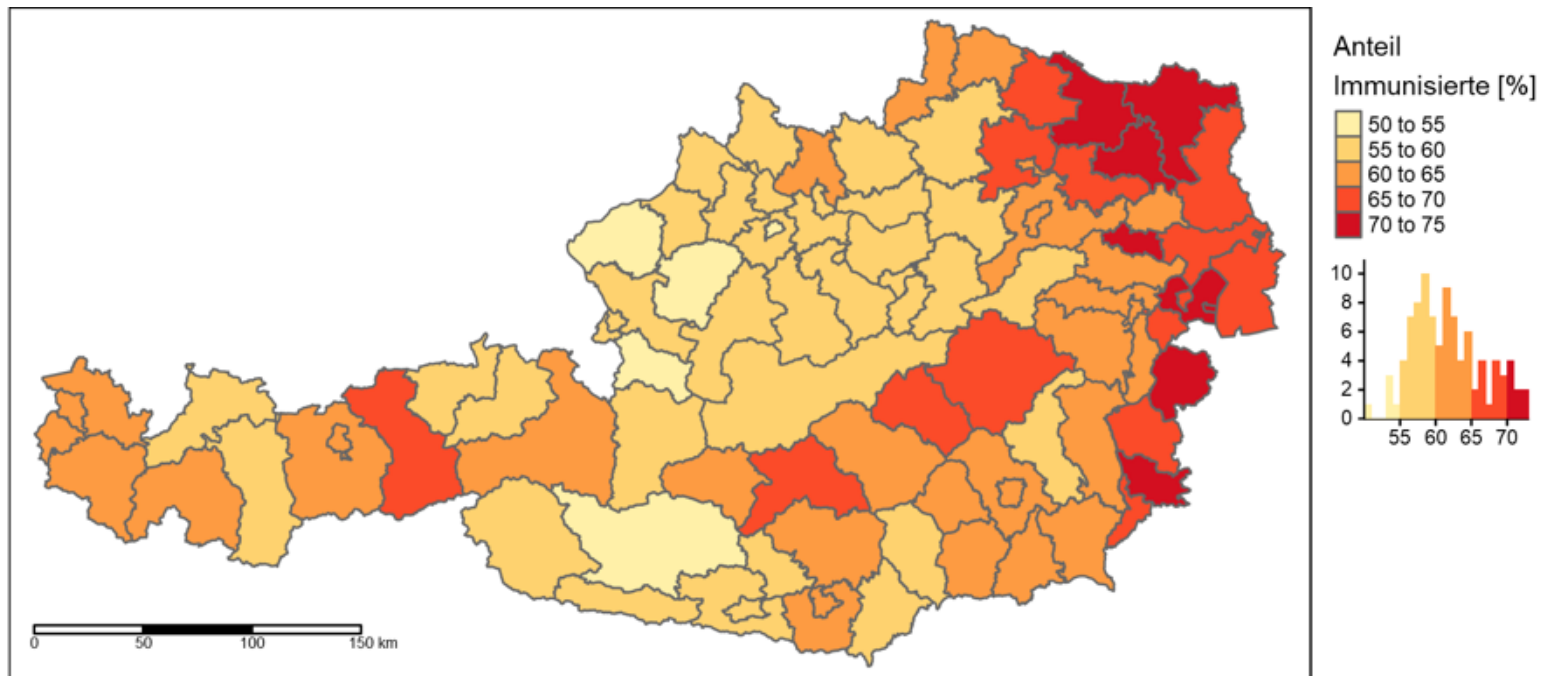 Anteil
Immunisierte [%]
50 to 55
55 to 60
60 to 65
65 to 70
70 to 75
10
8
6
4
2
0
55 60 65 70
0 50 100 150 km